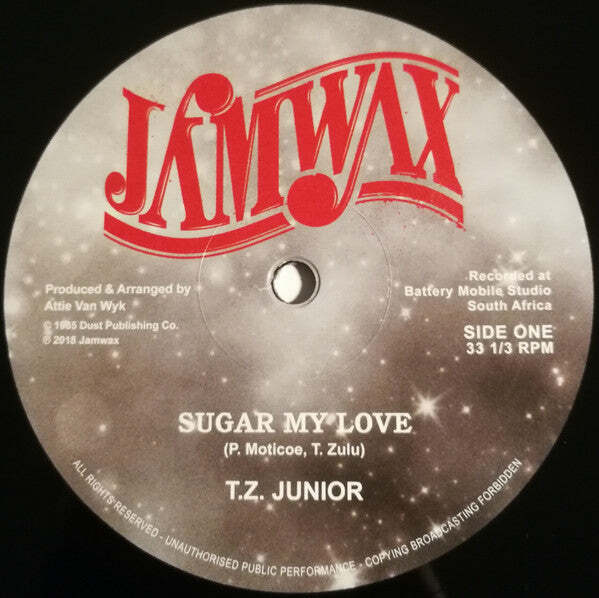 JAMWAX
Produced & Arranged by
Attie Van Wyk
© 1985 Dust Publishing Co.
℗ 2018 Jamwax
Recorded at
Battery Mobile Studio
South Africa
SIDE ONE
33 1/3 RPM
SUGAR MY LOVE
(P. Moticoe, T. Zulu)
T.Z. JUNIOR
ALL RIGHTS RESERVED - UNAUTHORISED PUBLIC PERFORMANCE - COPYING BROADCASTING FORBIDDEN